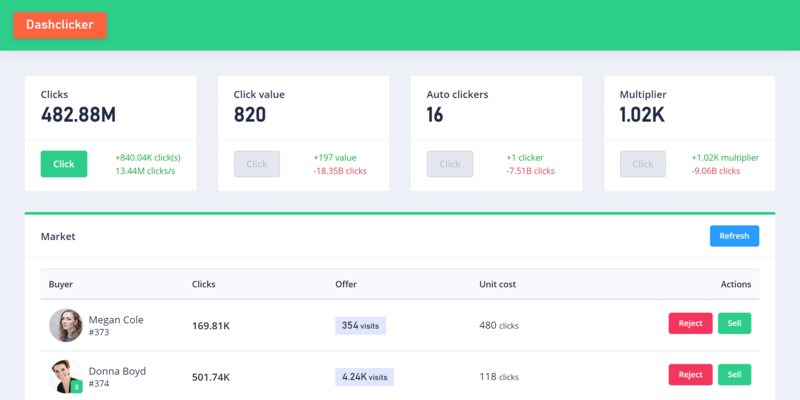 Dashclicker
Clicks
482.88M
Click
+840.04K click(s)
13.44M clicks/s
Click value
820
Click
+197 value
-18.35B clicks
Auto clickers
16
Click
+1 clicker
-7.51B clicks
Multiplier
1.02K
Click
+1.02K multiplier
-9.06B clicks
Market
Refresh
Buyer Clicks Offer Unit cost Actions
Megan Cole
#373
169.81K 354 visits 480 clicks Reject Sell
Donna Boyd
#374
3
501.74K 4.24K visits 118 clicks Reject Sell